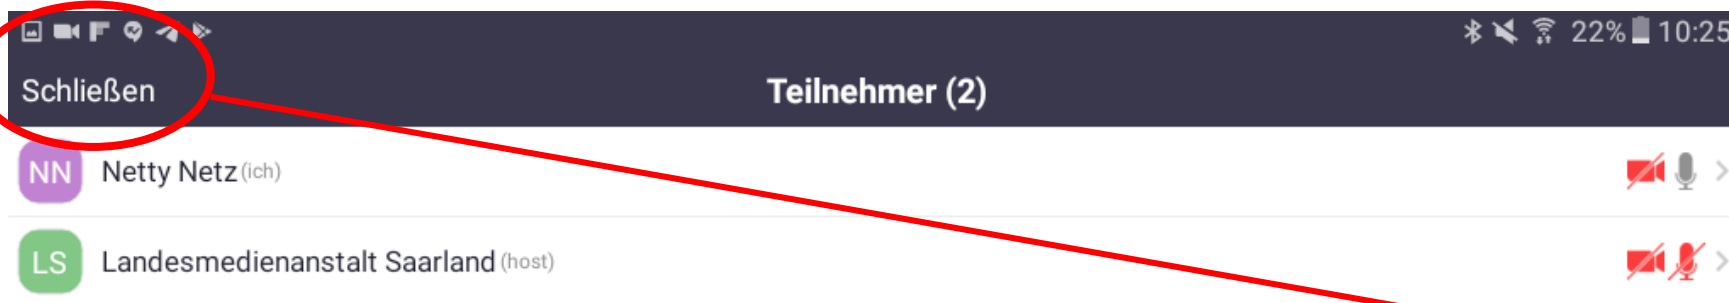 22% 10:25
Schließen Teilnehmer (2)
NN Netty Netz (ich)
LS Landesmedienanstalt Saarland (host)